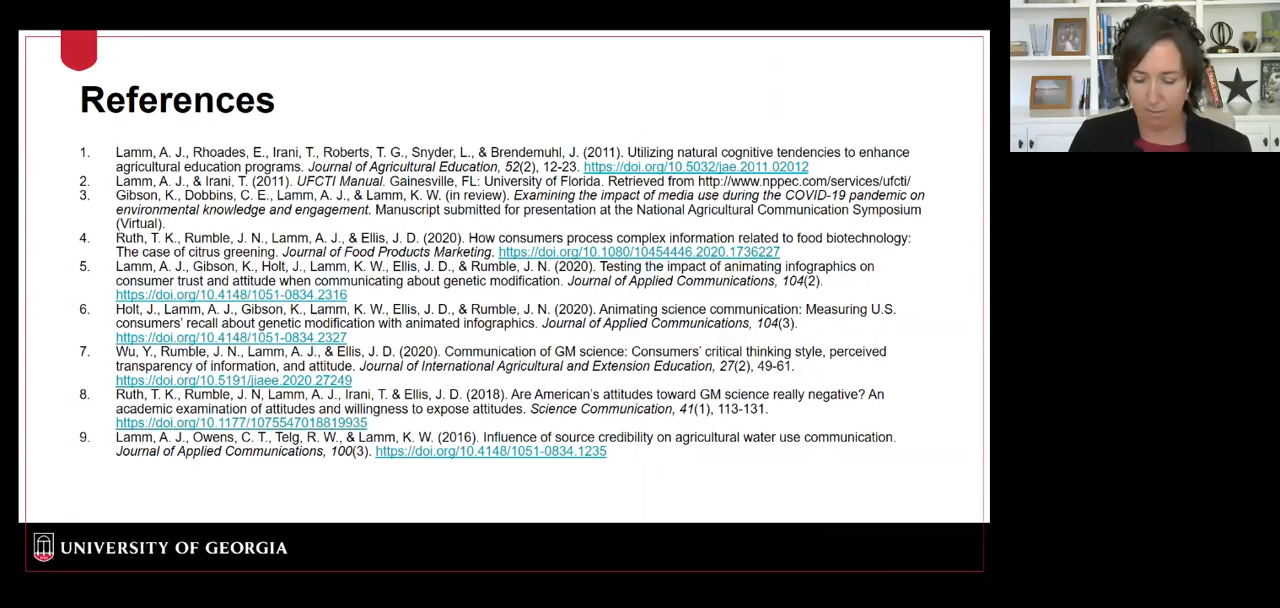 References
1. Lamm, A. J., Rhoades, E., Irani, T., Roberts, T. G., Snyder, L., & Brendemuhl, J. (2011). Utilizing natural cognitive tendencies to enhance
agricultural education programs. Journal of Agricultural Education, 52(2), 12-23. https://doi.org/10.5032/jae.2011.02012
2. Lamm, A. J., & Irani, T. (2011). UFCTI Manual. Gainesville, FL: University of Florida. Retrieved from http://www.nppec.com/services/ufcti/
3. Gibson, K., Dobbins, C. E., Lamm, A. J., & Lamm, K. W. (in review). Examining the impact of media use during the COVID-19 pandemic on
environmental knowledge and engagement. Manuscript submitted for presentation at the National Agricultural Communication Symposium
(Virtual).
4. Ruth, T. K., Rumble, J. N., Lamm, A. J., & Ellis, J. D. (2020). How consumers process complex information related to food biotechnology:
The case of citrus greening. Journal of Food Products Marketing. https://doi.org/10.1080/10454446.2020.1736227
5. Lamm, A. J., Gibson, K., Holt, J., Lamm, K. W., Ellis, J. D., & Rumble, J. N. (2020). Testing the impact of animating infographics on
consumer trust and attitude when communicating about genetic modification. Journal of Applied Communications, 104(2).
https://doi.org/10.4148/1051-0834.2316
6. Holt, J., Lamm, A. J., Gibson, K., Lamm, K. W., Ellis, J. D., & Rumble, J. N. (2020). Animating science communication: Measuring U.S.
consumers' recall about genetic modification with animated infographics. Journal of Applied Communications, 104(3).
https://doi.org/10.4148/1051-0834.2327
7. Wu, Y., Rumble, J. N., Lamm, A. J., & Ellis, J. D. (2020). Communication of GM science: Consumers' critical thinking style, perceived
transparency of information, and attitude. Journal of International Agricultural and Extension Education, 27(2), 49-61.
https://doi.org/10.5191/jiaee.2020.27249
8. Ruth, T. K., Rumble, J. N, Lamm, A. J., Irani, T. & Ellis, J. D. (2018). Are American's attitudes toward GM science really negative? An
academic examination of attitudes and willingness to expose attitudes. Science Communication, 41(1), 113-131.
https://doi.org/10.1177/1075547018819935
9. Lamm, A. J., Owens, C. T., Telg, R. W., & Lamm, K. W. (2016). Influence of source credibility on agricultural water use communication.
Journal of Applied Communications, 100(3). https://doi.org/10.4148/1051-0834.1235
UNIVERSITY OF GEORGIA